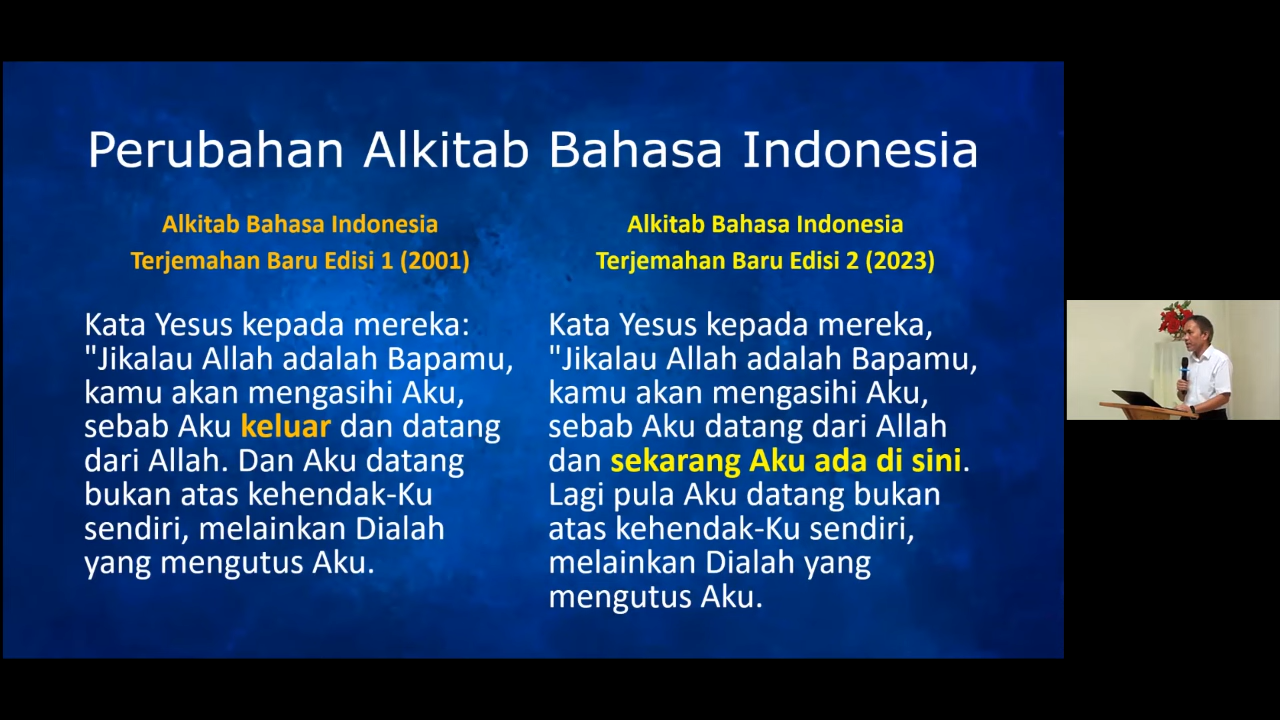 Perubahan Alkitab Bahasa Indonesia
Alkitab Bahasa Indonesia
Terjemahan Baru Edisi 1 (2001)
Kata Yesus kepada mereka:
"Jikalau Allah adalah Bapamu,
kamu akan mengasihi Aku,
sebab Aku keluar dan datang
dari Allah. Dan Aku datang
bukan atas kehendak-Ku
sendiri, melainkan Dialah
yang mengutus Aku.
Alkitab Bahasa Indonesia
Terjemahan Baru Edisi 2 (2023)
Kata Yesus kepada mereka,
"Jikalau Allah adalah Bapamu,
kamu akan mengasihi Aku,
sebab Aku datang dari Allah
dan sekarang Aku ada di sini.
Lagi pula Aku datang bukan
atas kehendak-Ku sendiri,
melainkan Dialah yang
mengutus Aku.